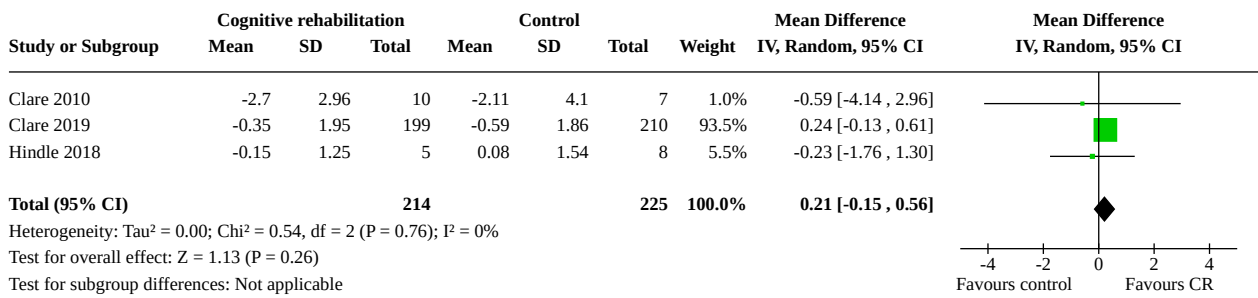 Cognitive rehabilitation Control Mean Difference Mean Difference
Study or Subgroup Mean SD Total Mean SD Total Weight IV, Random, 95% CI IV, Random, 95% CI
Clare 2010 -2.7 2.96 10 -2.11 4.1 7 1.0% -0.59 [-4.14 , 2.96]
Clare 2019 -0.35 1.95 199 -0.59 1.86 210 93.5% 0.24 [-0.13 , 0.61]
Hindle 2018 -0.15 1.25 5 0.08 1.54 8 5.5% -0.23 [-1.76 , 1.30]
Total (95% CI) 214 225 100.0% 0.21 [-0.15 , 0.56]
Heterogeneity: Tau² = 0.00; Chi² = 0.54, df = 2 (P = 0.76); I² = 0%
Test for overall effect: Z = 1.13 (P = 0.26)
Test for subgroup differences: Not applicable
-4 -2 0 2 4
Favours control Favours CR